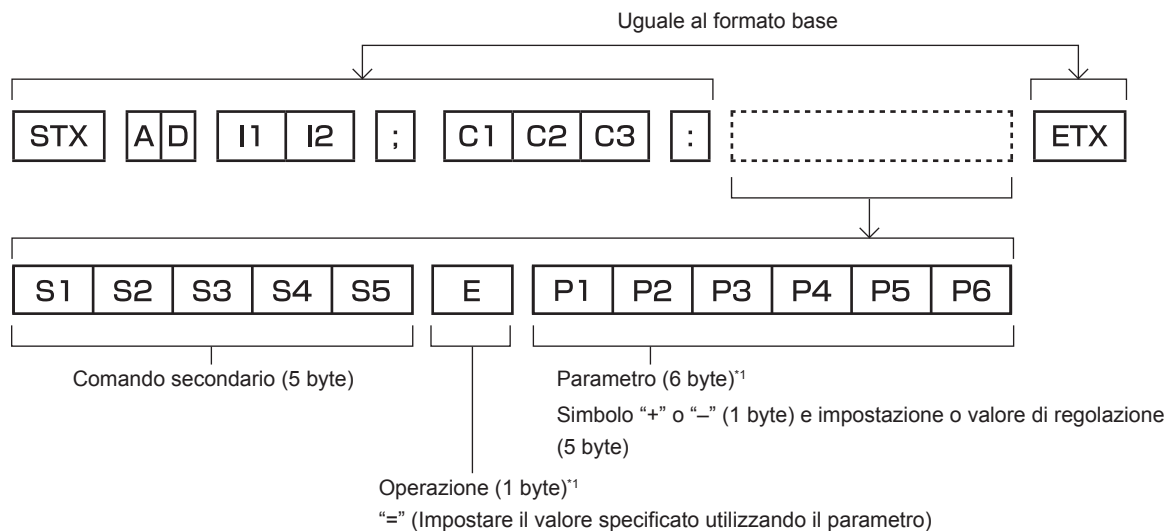 Uguale al formato base
STX A D I1 I2 ; C1 C2 C3 : ETX
S1 S2 S3 S4 S5 E P1 P2 P3 P4 P5 P6
Comando secondario (5 byte)
Parametro (6 byte)*1
Simbolo “+” o “–” (1 byte) e impostazione o valore di regolazione
(5 byte)
Operazione (1 byte)*1
“=” (Impostare il valore specificato utilizzando il parametro)